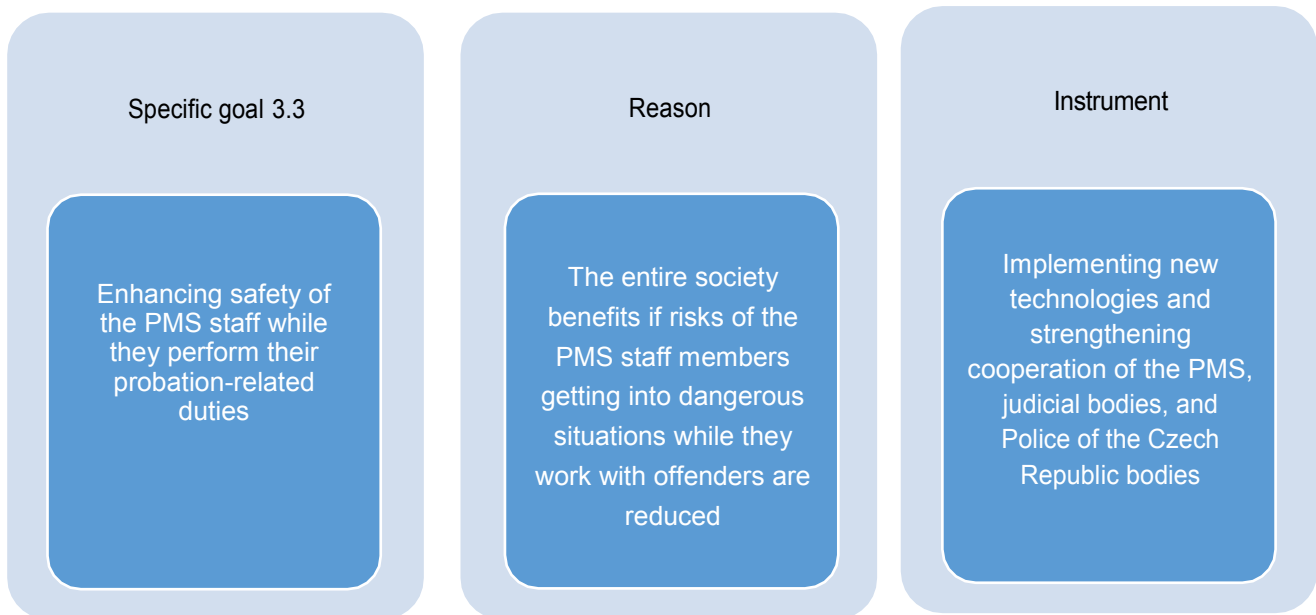 Specific goal 3.3
Enhancing safety of
the PMS staff while
they perform their
probation-related
duties
Reason
The entire society
benefits if risks of the
PMS staff members
getting into dangerous
situations while they
work with offenders are
reduced
Instrument
Implementing new
technologies and
strengthening
cooperation of the PMS,
judicial bodies, and
Police of the Czech
Republic bodies